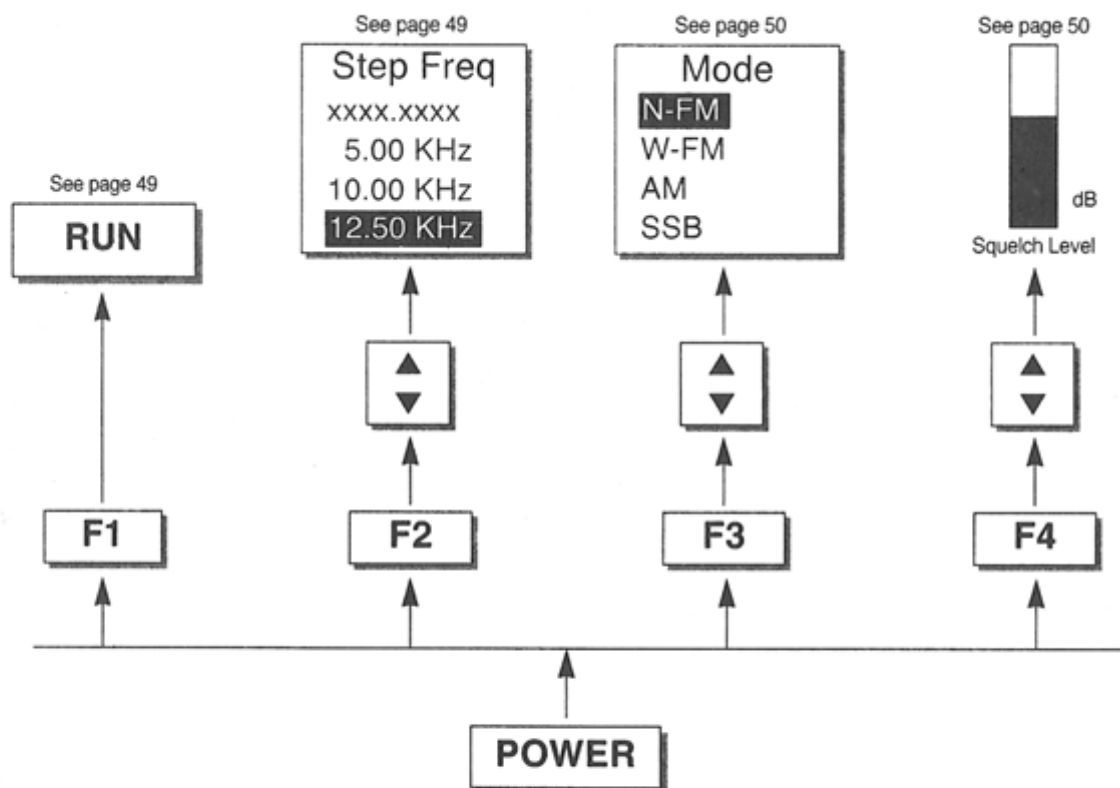 See page 49
RUN
F1
See page 49
Step Freq
xxxx.xxxx
5.00 KHz
10.00 KHz
12.50 KHz
F2
See page 50
Mode
N-FM
W-FM
AM
SSB
F3
See page 50
dB
Squelch Level
F4
POWER